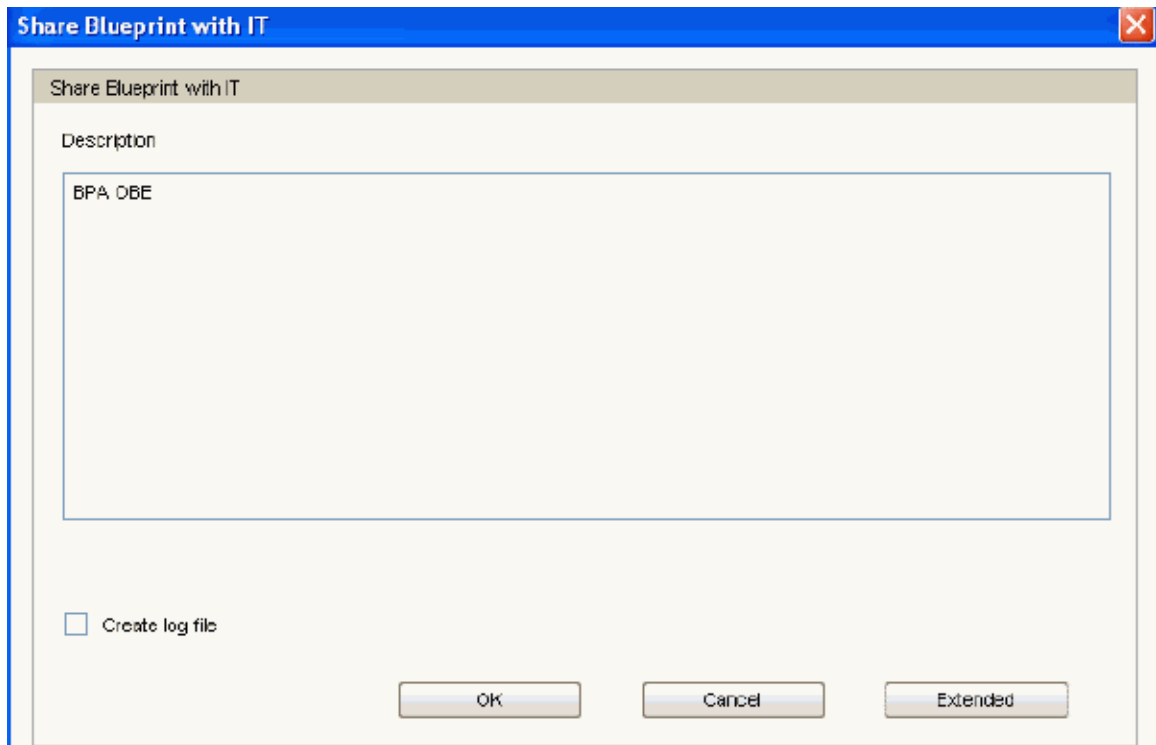 Share Blueprint with IT
Share Blueprint with IT
Description
BPA OBE
Create log file
OK Cancel Extended